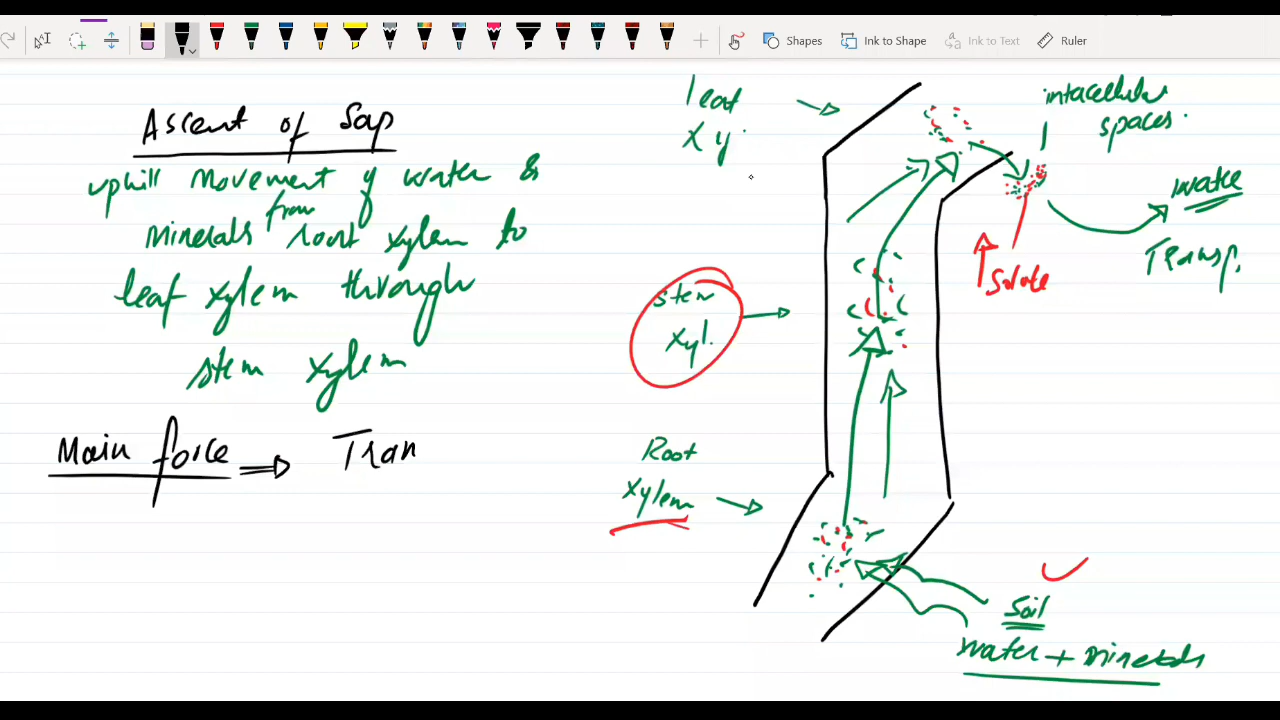 Shapes
Ink to Shape
Ink to Text
Ruler
Ascent of Sap
uphill movement of water &
from
minerals root xylem to
leaf xylem through
stem xylem
Main force ⇒ Tran
leaf
xy.
stem
xyl.
Root
xylem
intacellular
spaces.
water
Transp.
Solute
Soil
water + minerals